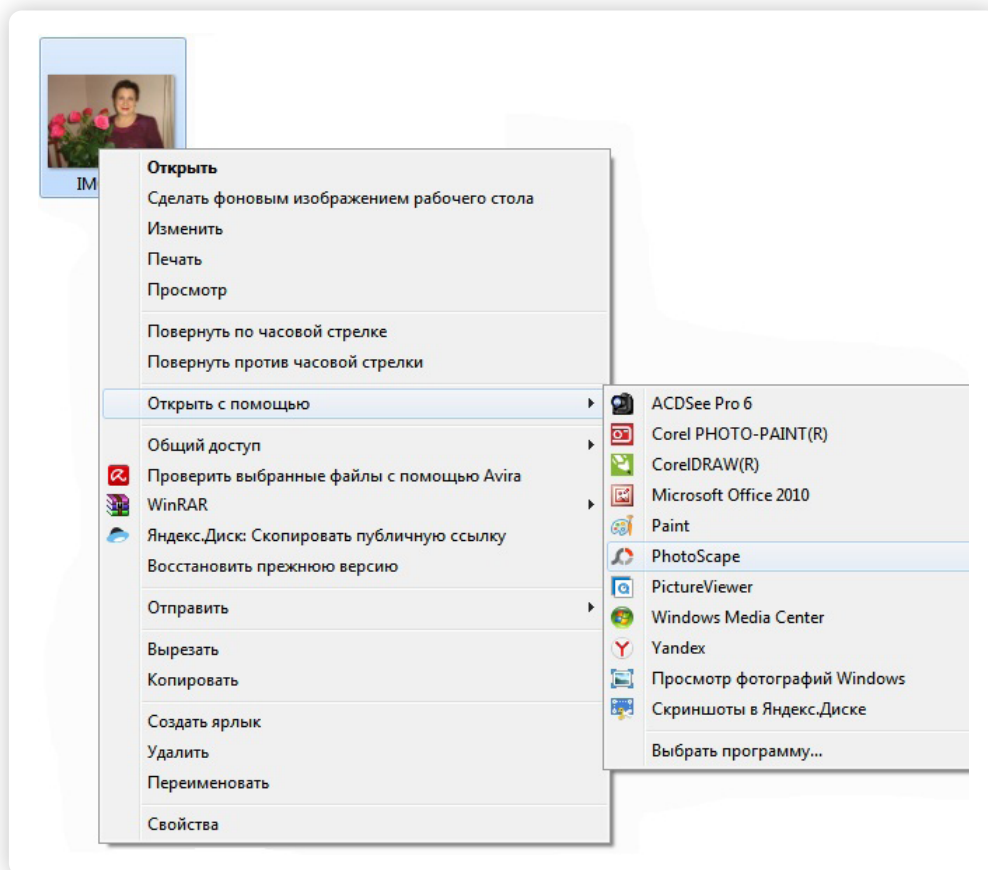 IM
Открыть
Сделать фоновым изображением рабочего стола
Изменить
Печать
Просмотр
Повернуть по часовой стрелке
Повернуть против часовой стрелки
Открыть с помощью
Общий доступ
Проверить выбранные файлы с помощью Avira
WinRAR
Яндекс.Диск: Скопировать публичную ссылку
Восстановить прежнюю версию
Отправить
Вырезать
Копировать
Создать ярлык
Удалить
Переименовать
Свойства
ACDSee Pro 6
Corel PHOTO-PAINT(R)
CorelDRAW(R)
Microsoft Office 2010
Paint
PhotoScape
PictureViewer
Windows Media Center
Yandex
Просмотр фотографий Windows
Скриншоты в Яндекс.Диске
Выбрать программу...